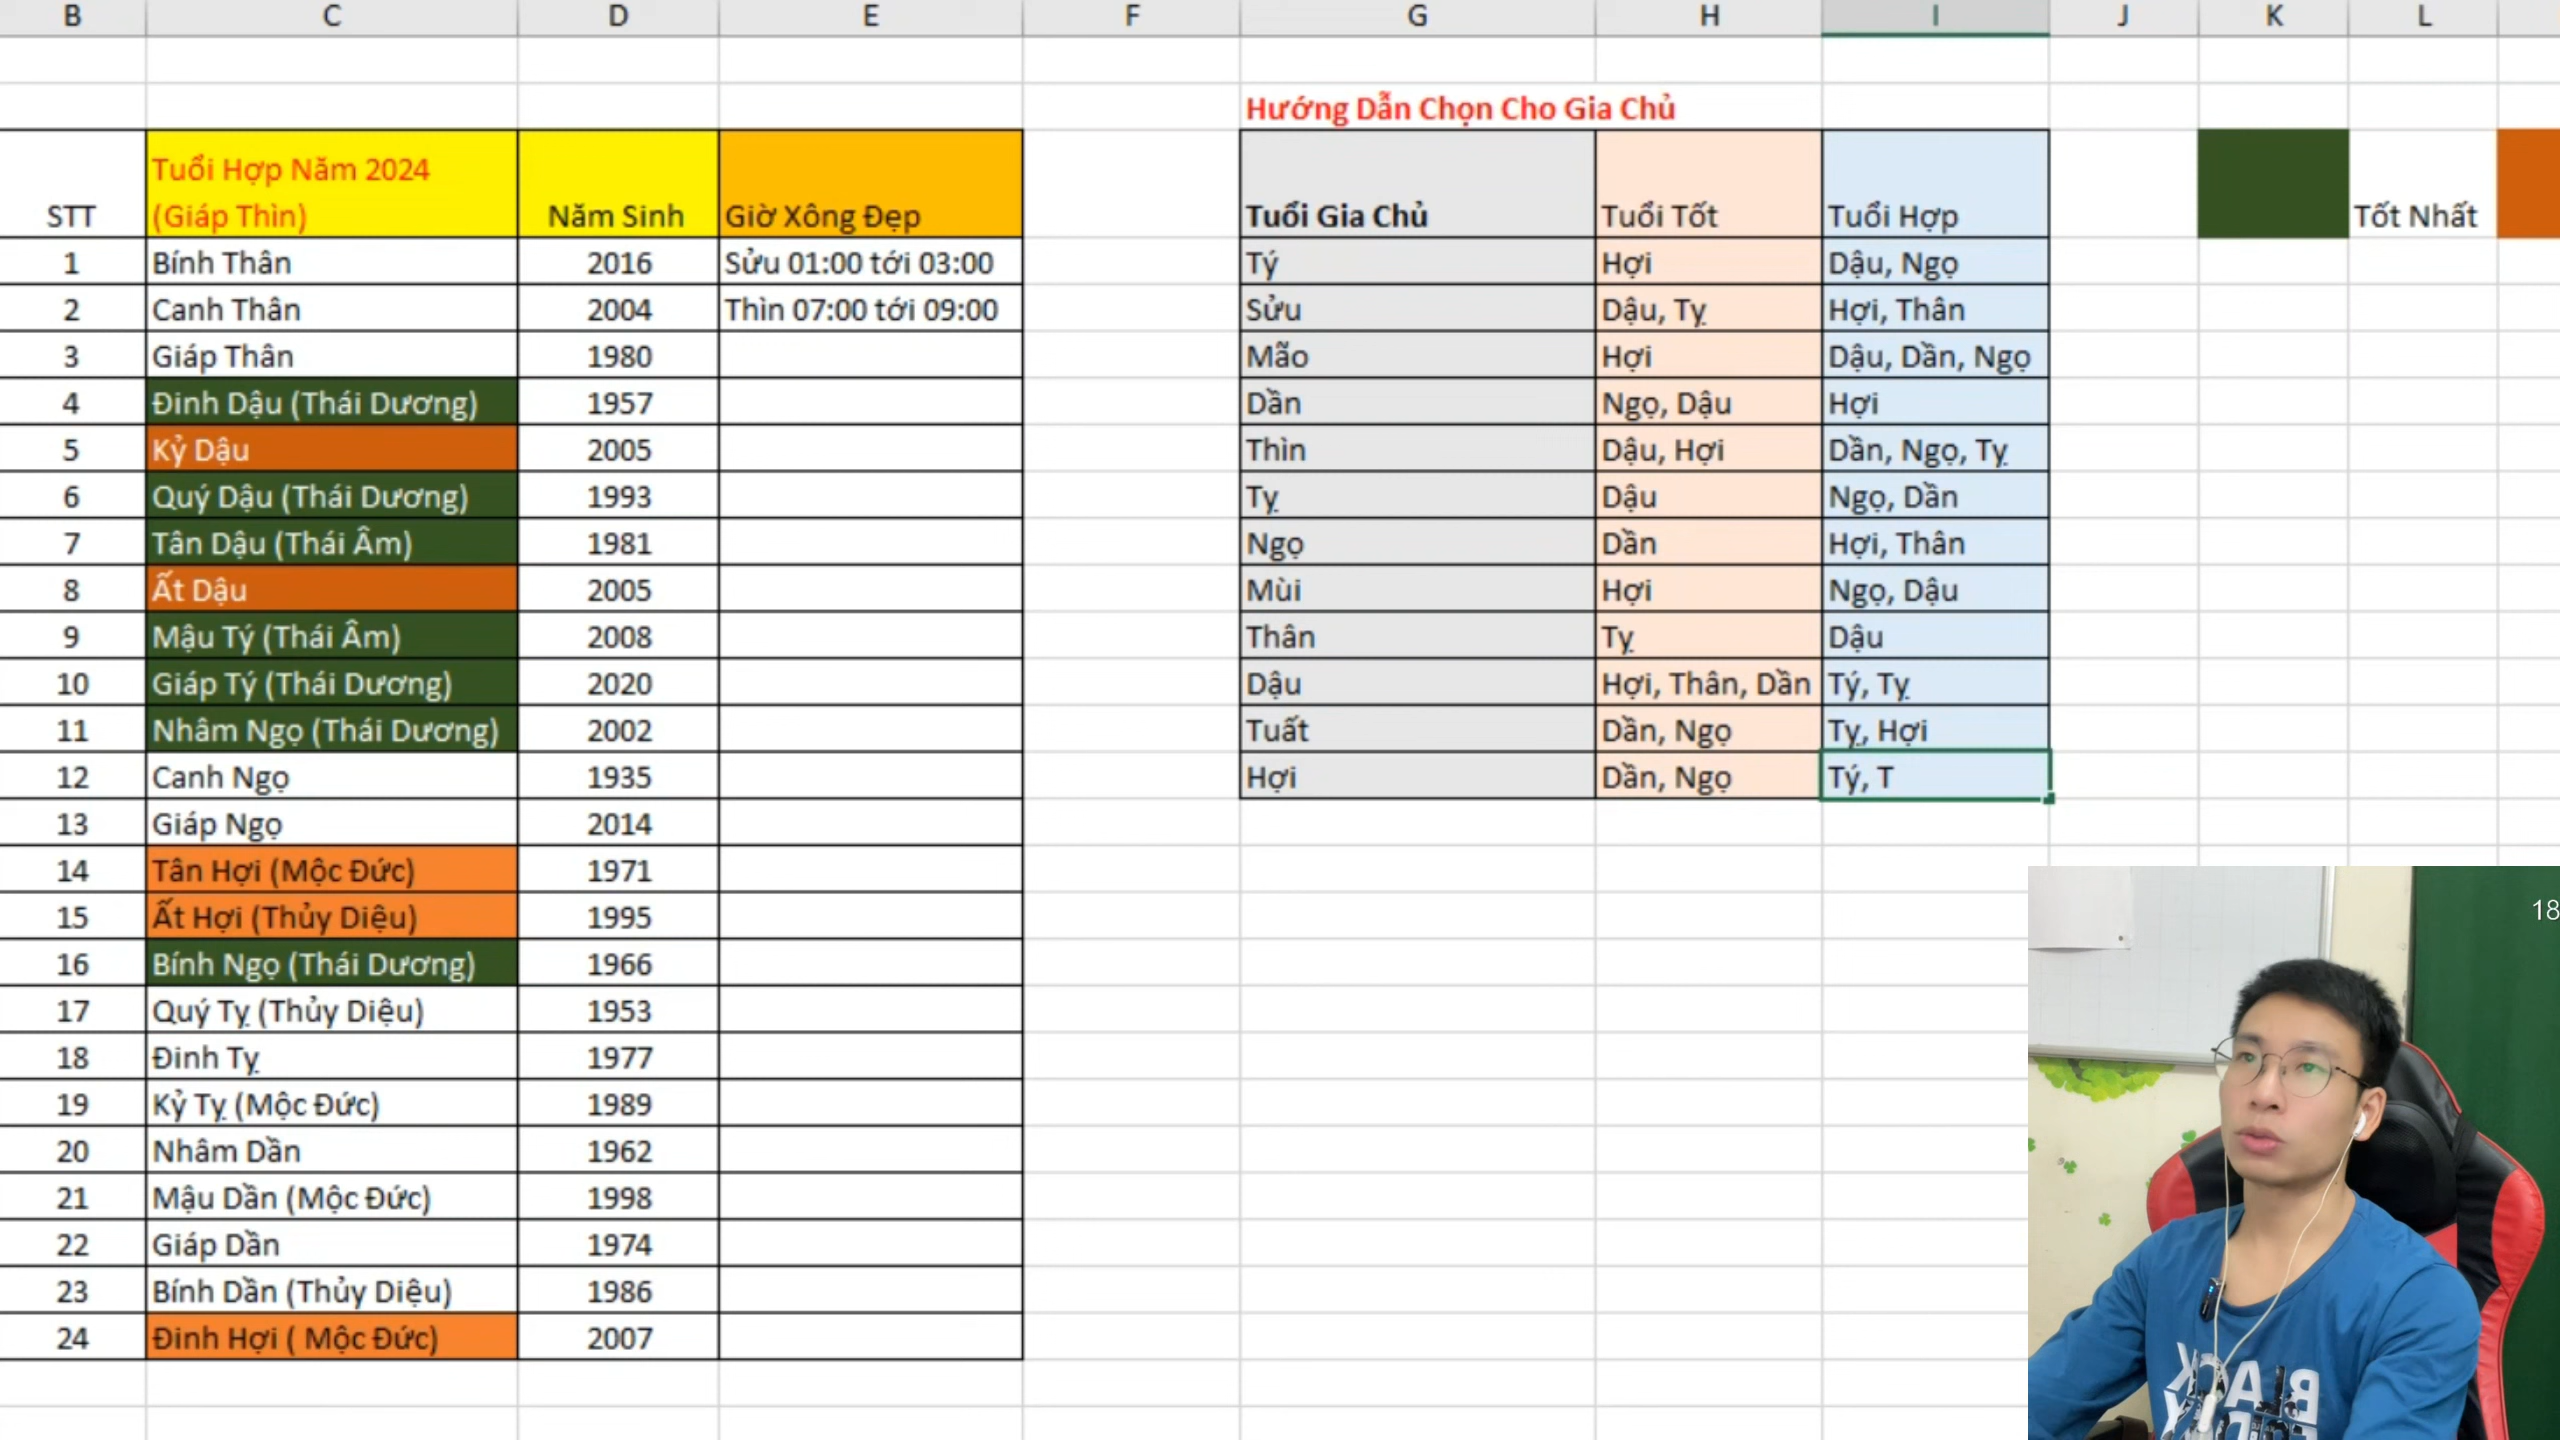 B C D E F G H I J K L
Hướng Dẫn Chọn Cho Gia Chủ
STT Tuổi Hợp Năm 2024 (Giáp Thìn) Năm Sinh Giờ Xông Đẹp Tuổi Gia Chủ Tuổi Tốt Tuổi Hợp Tốt Nhất
1 Bính Thân 2016 Sửu 01:00 tới 03:00 Tý Hợi Dậu, Ngọ
2 Canh Thân 2004 Thìn 07:00 tới 09:00 Sửu Dậu, Tỵ Hợi, Thân
3 Giáp Thân 1980 Mão Hợi Dậu, Dần, Ngọ
4 Đinh Dậu (Thái Dương) 1957 Dần Ngọ, Dậu Hợi
5 Kỷ Dậu 2005 Thìn Dậu, Hợi Dần, Ngọ, Tỵ
6 Quý Dậu (Thái Dương) 1993 Tỵ Dậu Ngọ, Dần
7 Tân Dậu (Thái Âm) 1981 Ngọ Dần Hợi, Thân
8 Ất Dậu 2005 Mùi Hợi Ngọ, Dậu
9 Mậu Tý (Thái Âm) 2008 Thân Tỵ Dậu
10 Giáp Tý (Thái Dương) 2020 Dậu Hợi, Thân, Dần Tý, Tỵ
11 Nhâm Ngọ (Thái Dương) 2002 Tuất Dần, Ngọ Tỵ, Hợi
12 Canh Ngọ 1935 Hợi Dần, Ngọ Tý, T
13 Giáp Ngọ 2014
14 Tân Hợi (Mộc Đức) 1971
15 Ất Hợi (Thủy Diệu) 1995
16 Bính Ngọ (Thái Dương) 1966
17 Quý Tỵ (Thủy Diệu) 1953
18 Đinh Tỵ 1977
19 Kỷ Tỵ (Mộc Đức) 1989
20 Nhâm Dần 1962
21 Mậu Dần (Mộc Đức) 1998
22 Giáp Dần 1974
23 Bính Dần (Thủy Diệu) 1986
24 Đinh Hợi ( Mộc Đức) 2007
18